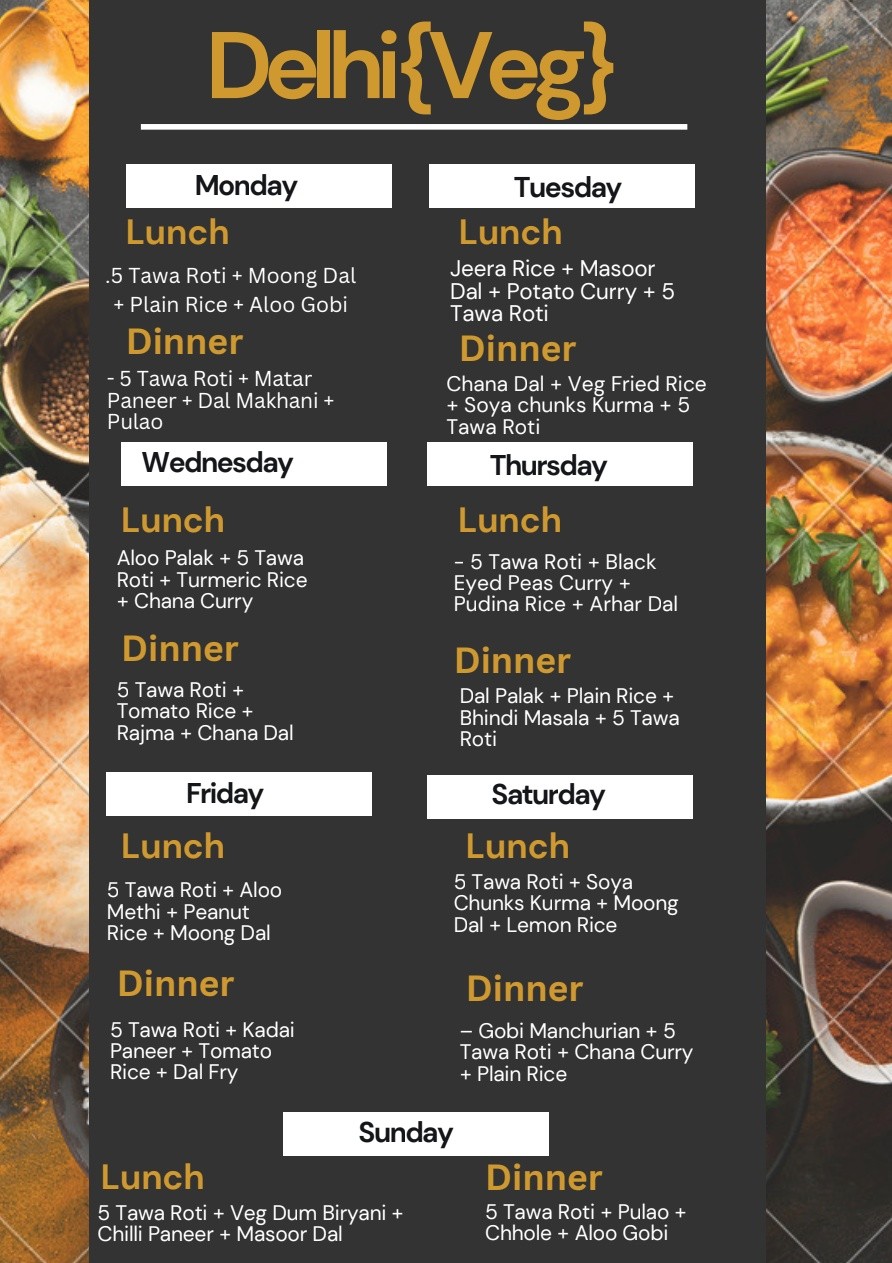 Delhi{Veg}
Monday
Lunch
.5 Tawa Roti + Moong Dal
+ Plain Rice + Aloo Gobi
Dinner
- 5 Tawa Roti + Matar
Paneer + Dal Makhani +
Pulao
Tuesday
Lunch
Jeera Rice + Masoor
Dal + Potato Curry + 5
Tawa Roti
Dinner
Chana Dal + Veg Fried Rice
+ Soya chunks Kurma + 5
Tawa Roti
Wednesday
Lunch
Aloo Palak + 5 Tawa
Roti + Turmeric Rice
+ Chana Curry
Dinner
5 Tawa Roti +
Tomato Rice +
Rajma + Chana Dal
Thursday
Lunch
- 5 Tawa Roti + Black
Eyed Peas Curry +
Pudina Rice + Arhar Dal
Dinner
Dal Palak + Plain Rice +
Bhindi Masala + 5 Tawa
Roti
Friday
Lunch
5 Tawa Roti + Aloo
Methi + Peanut
Rice + Moong Dal
Dinner
5 Tawa Roti + Kadai
Paneer + Tomato
Rice + Dal Fry
Saturday
Lunch
5 Tawa Roti + Soya
Chunks Kurma + Moong
Dal + Lemon Rice
Dinner
– Gobi Manchurian + 5
Tawa Roti + Chana Curry
+ Plain Rice
Sunday
Lunch
5 Tawa Roti + Veg Dum Biryani +
Chilli Paneer + Masoor Dal
Dinner
5 Tawa Roti + Pulao +
Chhole + Aloo Gobi